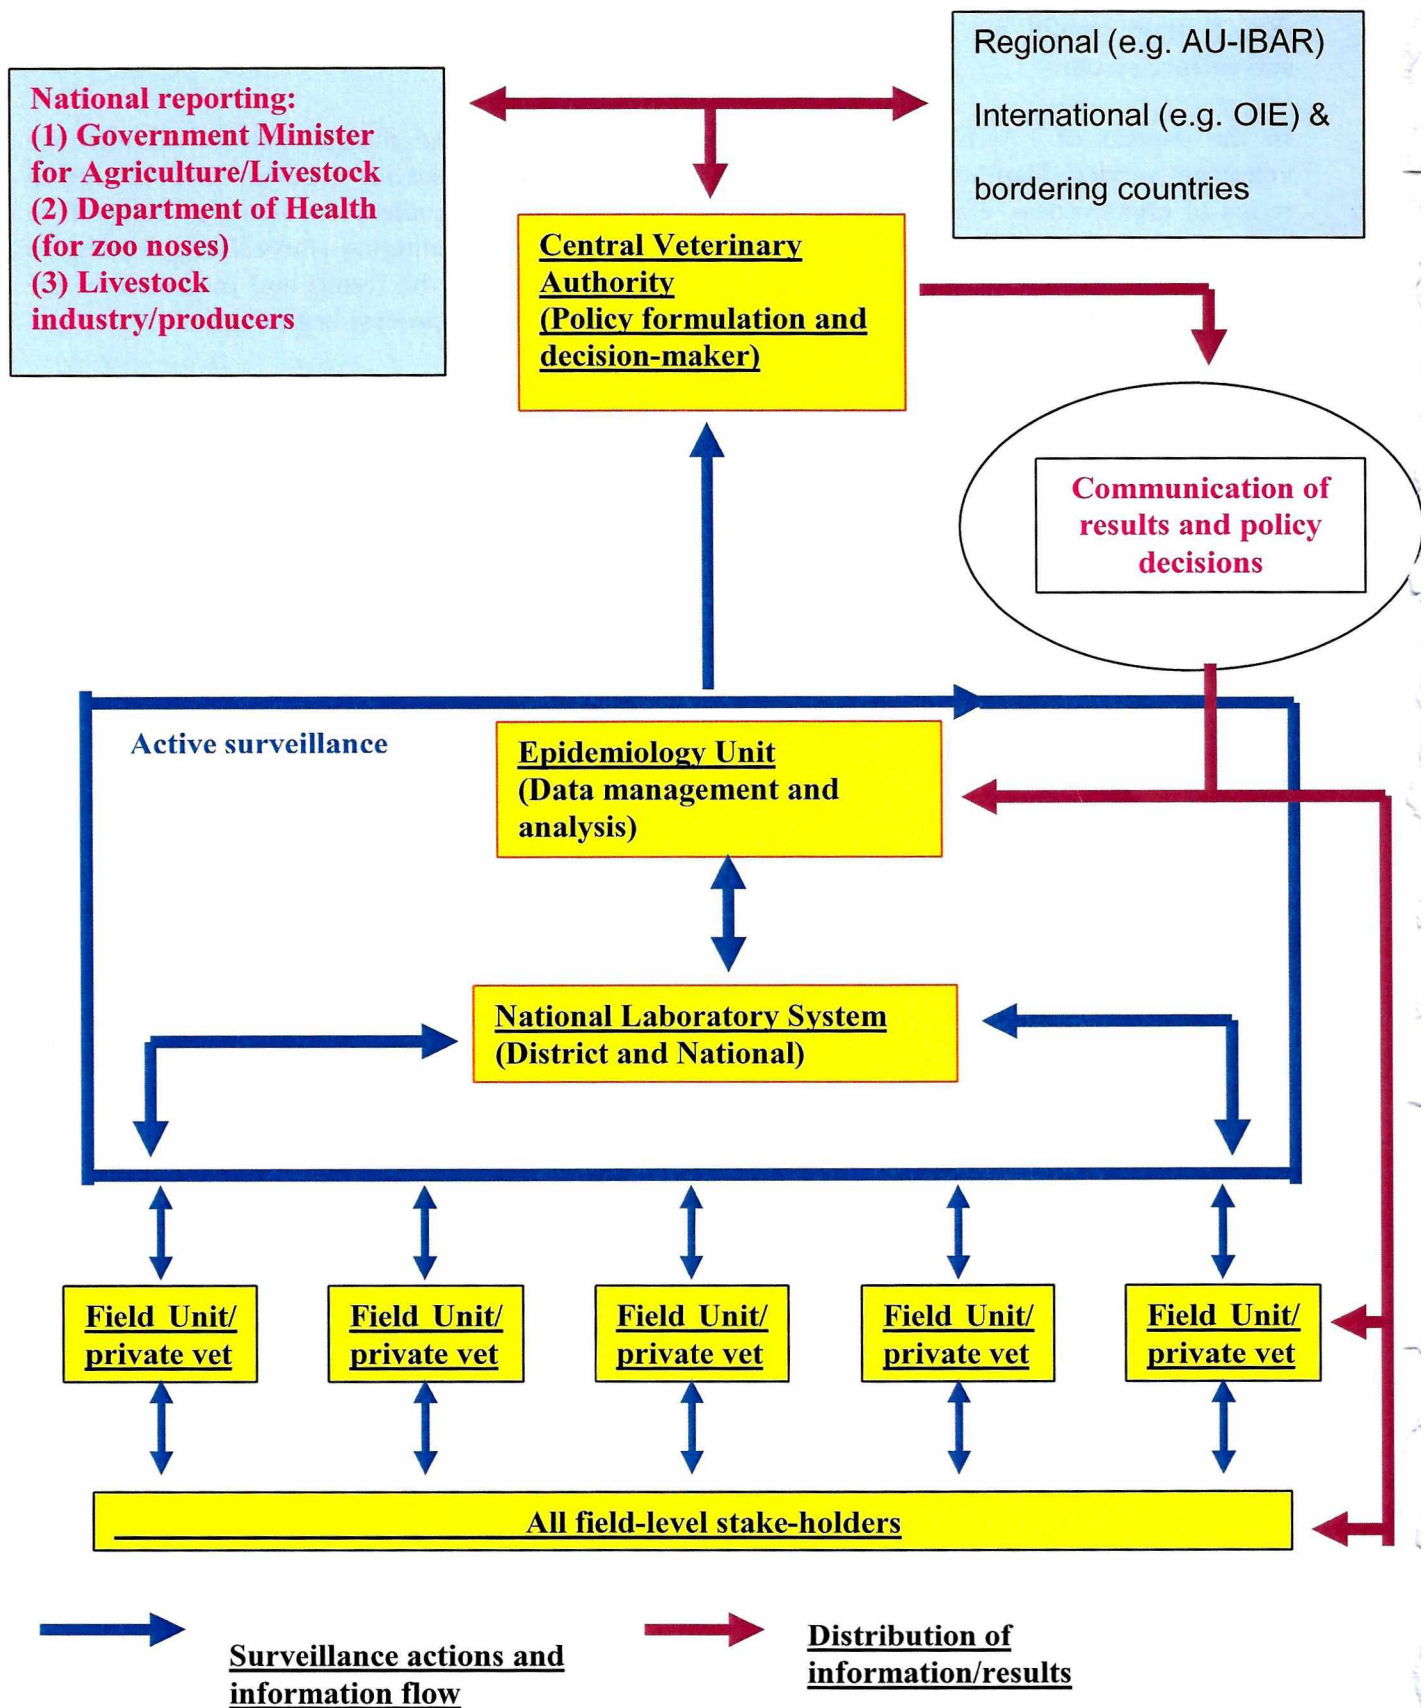 National reporting:
(1) Government Minister
for Agriculture/Livestock
(2) Department of Health
(for zoo noses)
(3) Livestock
industry/producers
Regional (e.g. AU-IBAR)
International (e.g. OIE) &
bordering countries
Central Veterinary
Authority
(Policy formulation and
decision-maker)
Communication of
results and policy
decisions
Active surveillance
Epidemiology Unit
(Data management and
analysis)
National Laboratory System
(District and National)
Field Unit/
private vet
Field Unit/
private vet
Field Unit/
private vet
Field Unit/
private vet
Field Unit/
private vet
All field-level stake-holders
Surveillance actions and
information flow
Distribution of
information/results